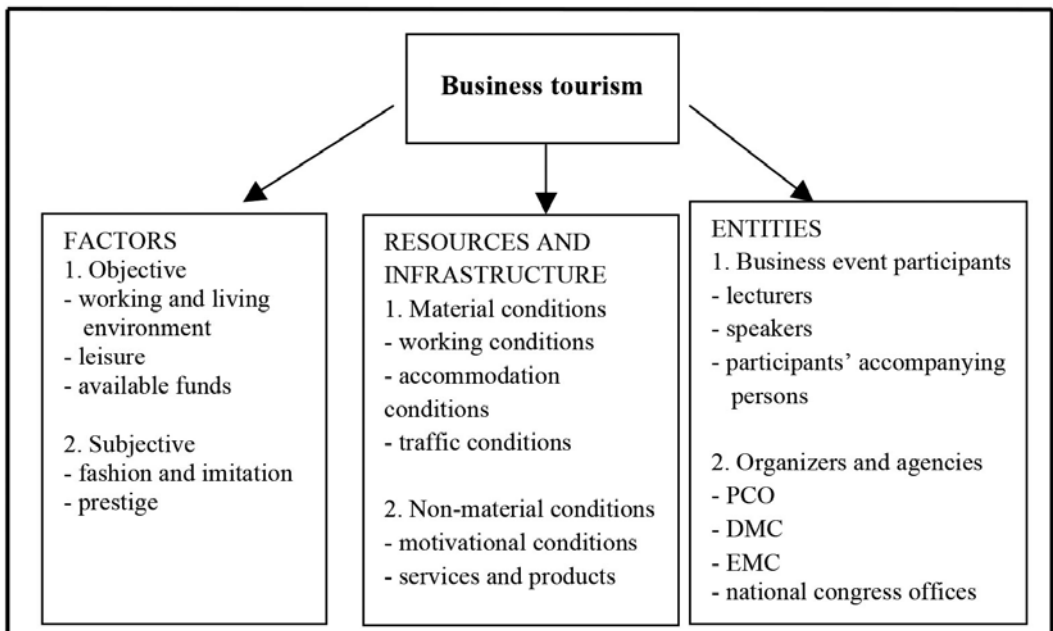 Business tourism
FACTORS
1. Objective
- working and living
environment
- leisure
- available funds
2. Subjective
- fashion and imitation
- prestige
RESOURCES AND
INFRASTRUCTURE
1. Material conditions
- working conditions
- accommodation
conditions
- traffic conditions
2. Non-material conditions
- motivational conditions
- services and products
ENTITIES
1. Business event participants
- lecturers
- speakers
- participants’ accompanying
persons
2. Organizers and agencies
- PCO
- DMC
- EMC
- national congress offices